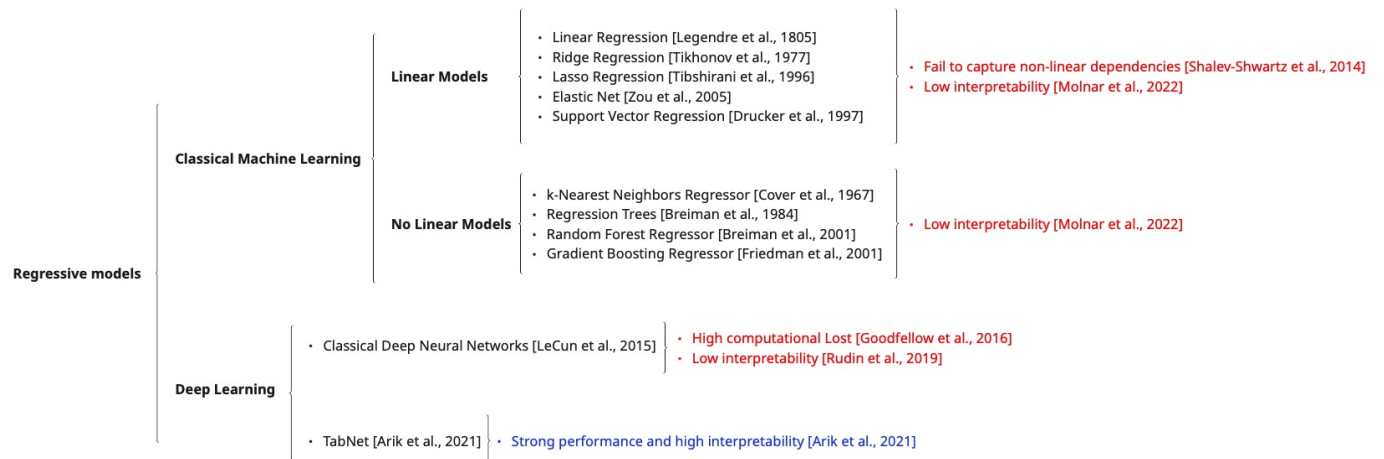 Regressive models
Classical Machine Learning
Linear Models
• Linear Regression [Legendre et al., 1805]
• Ridge Regression [Tikhonov et al., 1977]
• Lasso Regression [Tibshirani et al., 1996]
• Elastic Net [Zou et al., 2005]
• Support Vector Regression [Drucker et al., 1997]
• Fail to capture non-linear dependencies [Shalev-Shwartz et al., 2014]
• Low interpretability [Molnar et al., 2022]
No Linear Models
• k-Nearest Neighbors Regressor [Cover et al., 1967]
• Regression Trees [Breiman et al., 1984]
• Random Forest Regressor [Breiman et al., 2001]
• Gradient Boosting Regressor [Friedman et al., 2001]
• Low interpretability [Molnar et al., 2022]
Deep Learning
• Classical Deep Neural Networks [LeCun et al., 2015]
• High computational Lost [Goodfellow et al., 2016]
• Low interpretability [Rudin et al., 2019]
• TabNet [Arik et al., 2021]
• Strong performance and high interpretability [Arik et al., 2021]